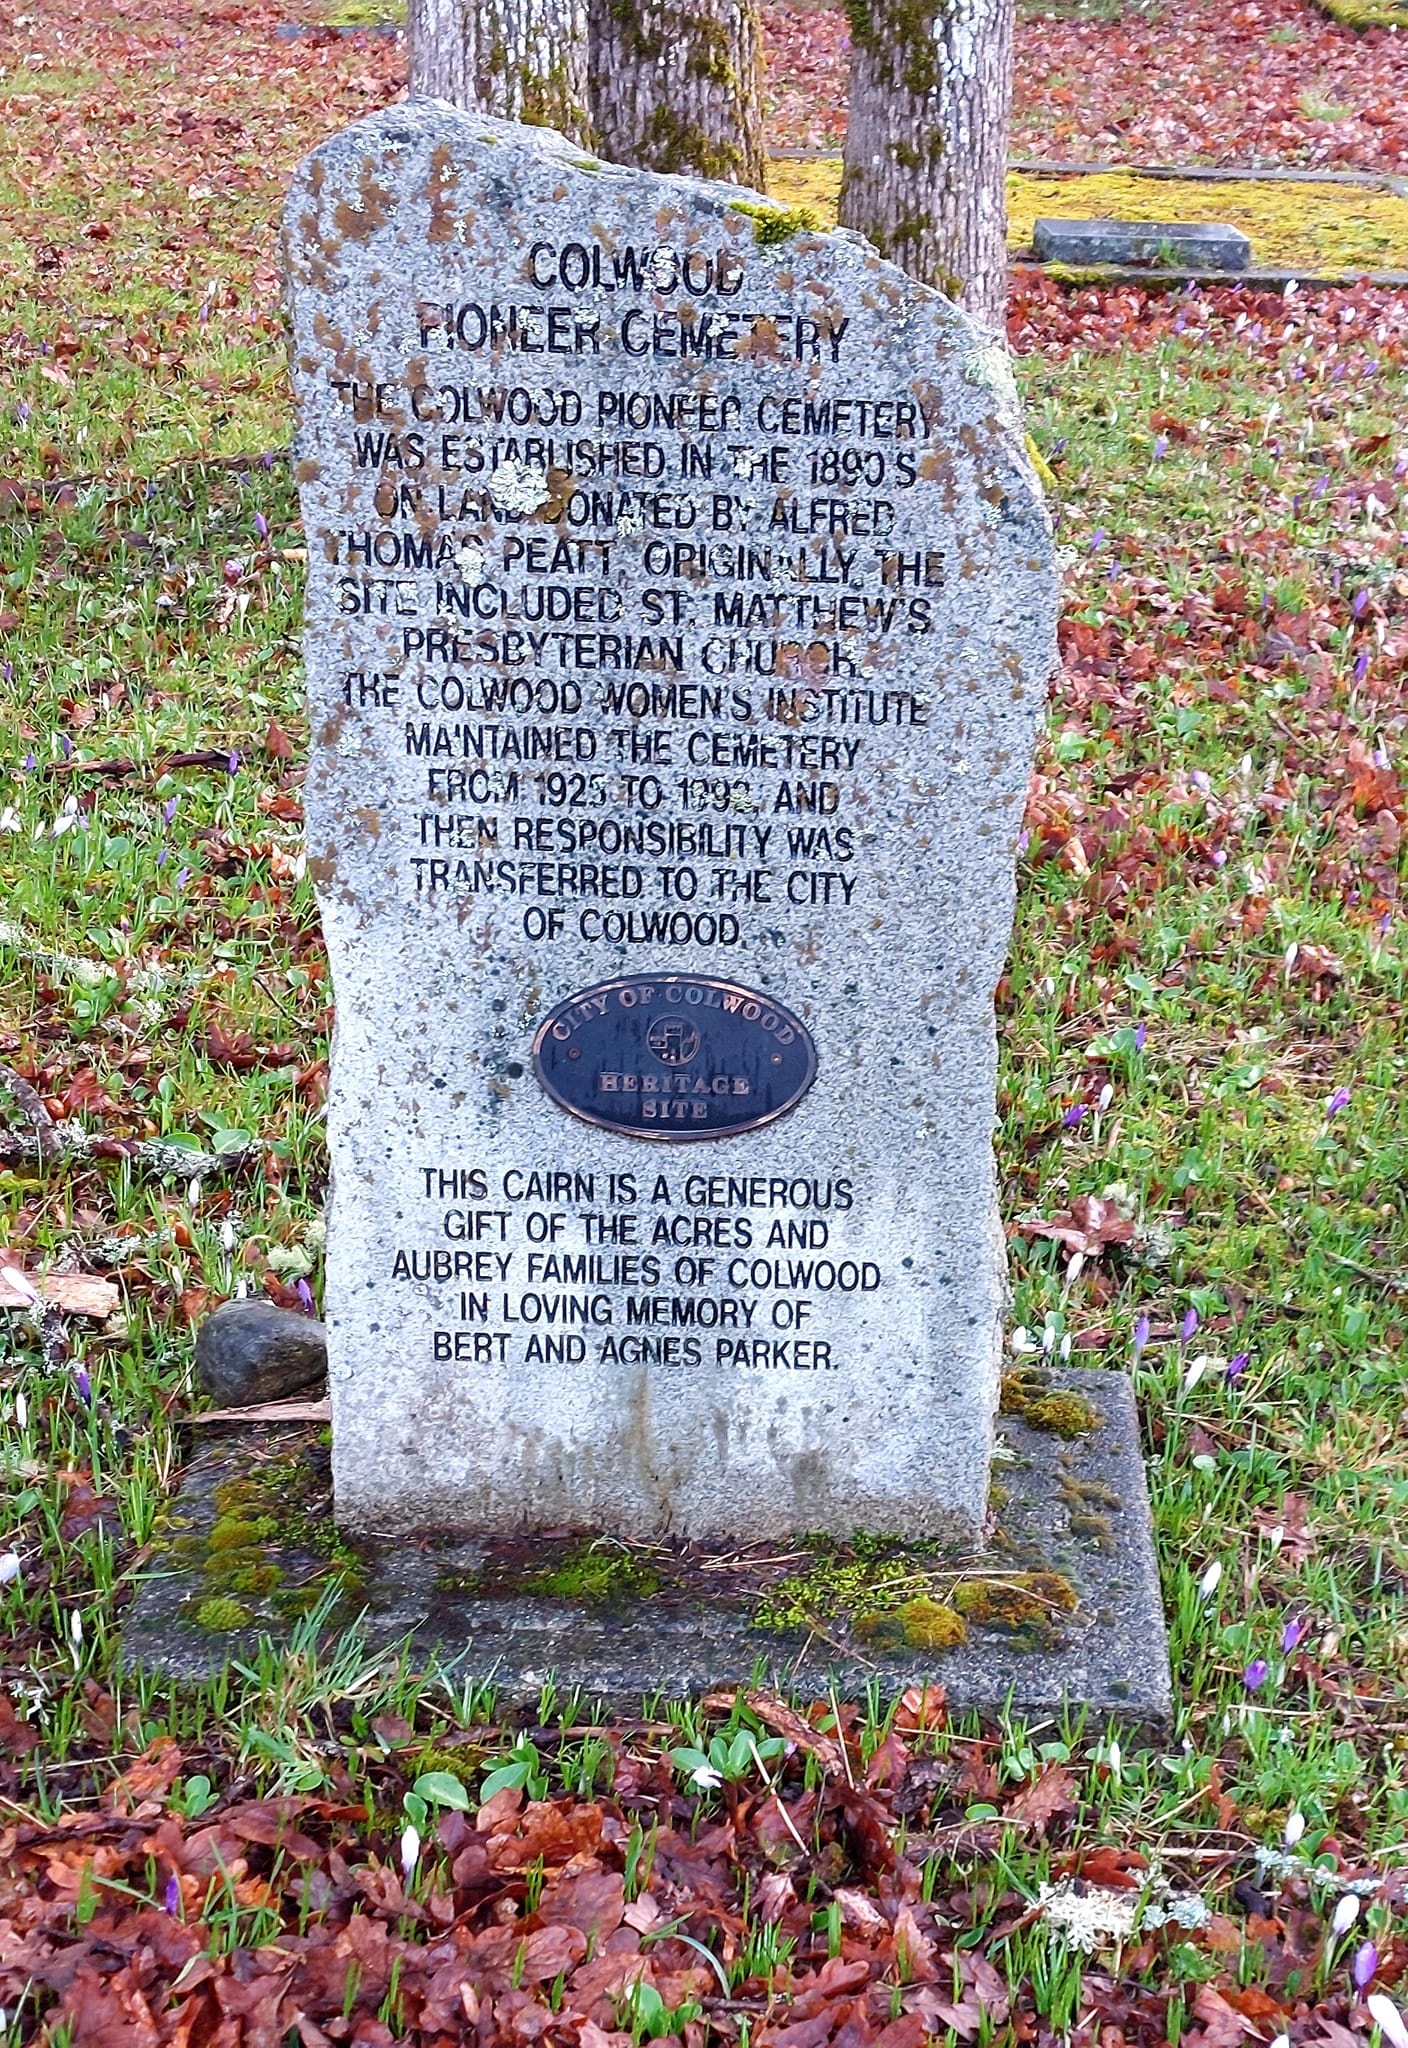 COLWOOD
PIONEER CEMETERY
THE COLWOOD PIONEER CEMETERY
WAS ESTABLISHED IN THE 1890'S
ON LAND DONATED BY ALFRED
THOMAS PEATT. ORIGINALLY, THE
SITE INCLUDED ST. MATTHEW'S
PRESBYTERIAN CHURCH.
THE COLWOOD WOMEN'S INSTITUTE
MAINTAINED THE CEMETERY
FROM TO AND
THEN RESPONSIBILITY WAS
TRANSFERRED TO THE CITY
OF COLWOOD.
CITY OF COLWOOD
HERITAGE
SITE
THIS CAIRN IS A GENEROUS
GIFT OF THE ACRES AND
AUBREY FAMILIES OF COLWOOD
IN LOVING MEMORY OF
BERT AND AGNES PARKER.